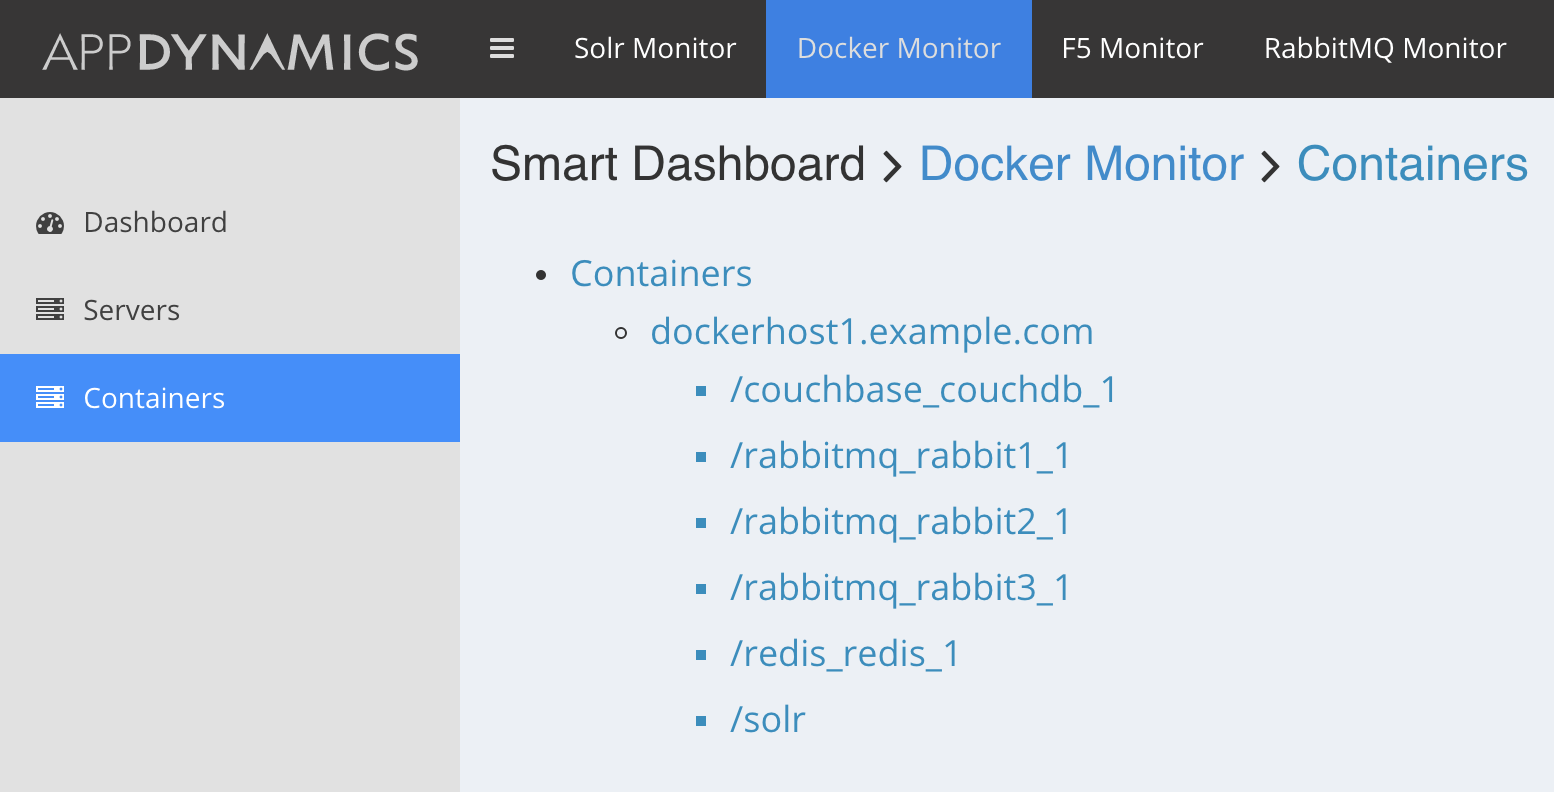 APPDYNAMICS Solr Monitor Docker Monitor F5 Monitor RabbitMQ Monitor
Smart Dashboard > Docker Monitor > Containers
Dashboard
Servers
Containers
Containers
dockerhost1.example.com
/couchbase_couchdb_1
/rabbitmq_rabbit1_1
/rabbitmq_rabbit2_1
/rabbitmq_rabbit3_1
/redis_redis_1
/solr